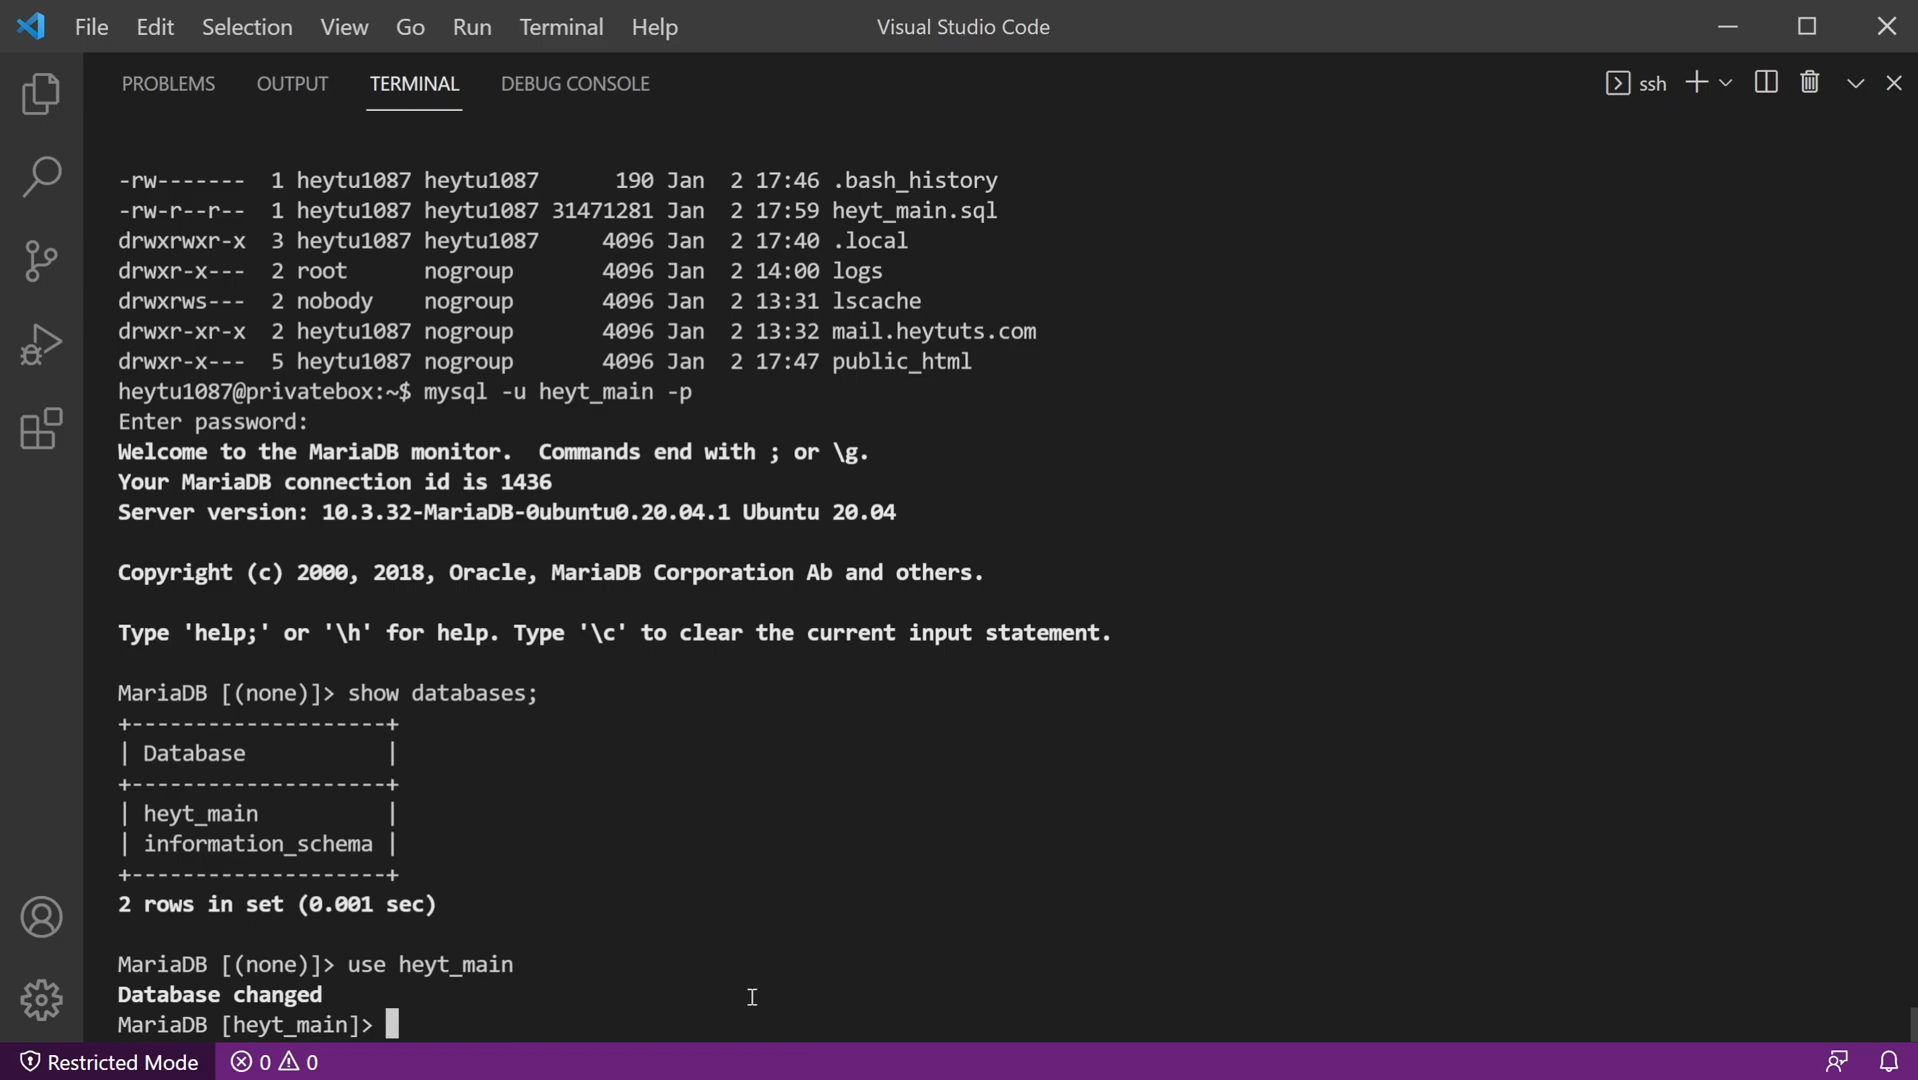 File Edit Selection View Go Run Terminal Help Visual Studio Code
PROBLEMS OUTPUT TERMINAL DEBUG CONSOLE ssh
-rw------- 1 heytu1087 heytu1087 190 Jan 2 17:46 .bash_history
-rw-r--r-- 1 heytu1087 heytu1087 31471281 Jan 2 17:59 heyt_main.sql
drwxrwxr-x 3 heytu1087 heytu1087 4096 Jan 2 17:40 .local
drwxr-x--- 2 root nogroup 4096 Jan 2 14:00 logs
drwxrws--- 2 nobody nogroup 4096 Jan 2 13:31 lscache
drwxr-xr-x 2 heytu1087 nogroup 4096 Jan 2 13:32 mail.heytuts.com
drwxr-x--- 5 heytu1087 nogroup 4096 Jan 2 17:47 public_html
heytu1087@privatebox:~$ mysql -u heyt_main -p
Enter password:
Welcome to the MariaDB monitor. Commands end with ; or \g.
Your MariaDB connection id is 1436
Server version: 10.3.32-MariaDB-0ubuntu0.20.04.1 Ubuntu 20.04
Copyright (c) 2000, 2018, Oracle, MariaDB Corporation Ab and others.
Type 'help;' or '\h' for help. Type '\c' to clear the current input statement.
MariaDB [(none)]> show databases;
+--------------------+
| Database |
+--------------------+
| heyt_main |
| information_schema |
+--------------------+
2 rows in set (0.001 sec)
MariaDB [(none)]> use heyt_main
Database changed
MariaDB [heyt_main]>
Restricted Mode 0 0